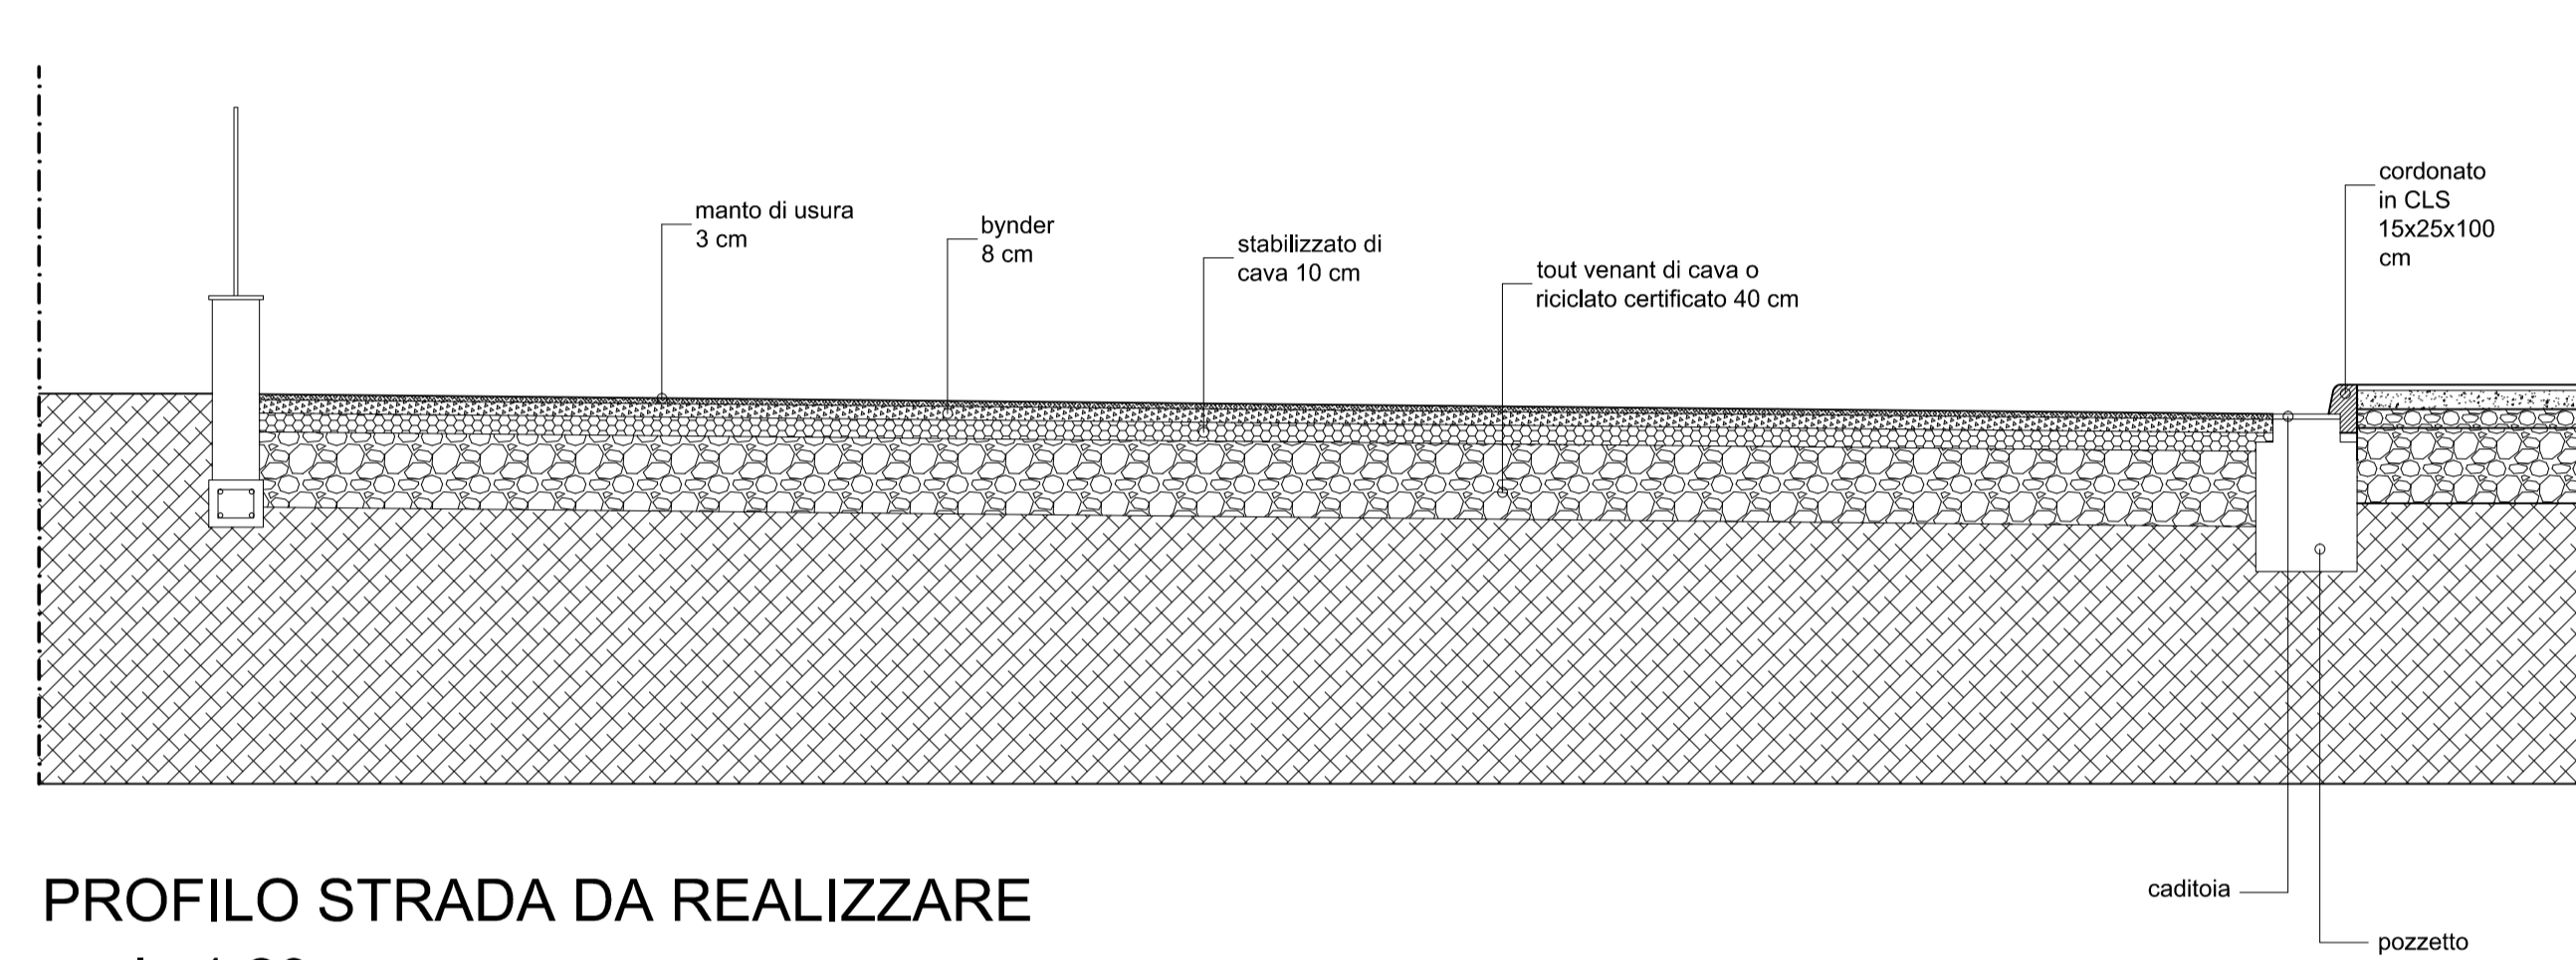 manto di usura
3 cm
bynder
8 cm
stabilizzato di
cava 10 cm
tout venant di cava o
riciclato certificato 40 cm
cordonato
in CLS
15x25x100
cm
caditoia
pozzetto
PROFILO STRADA DA REALIZZARE